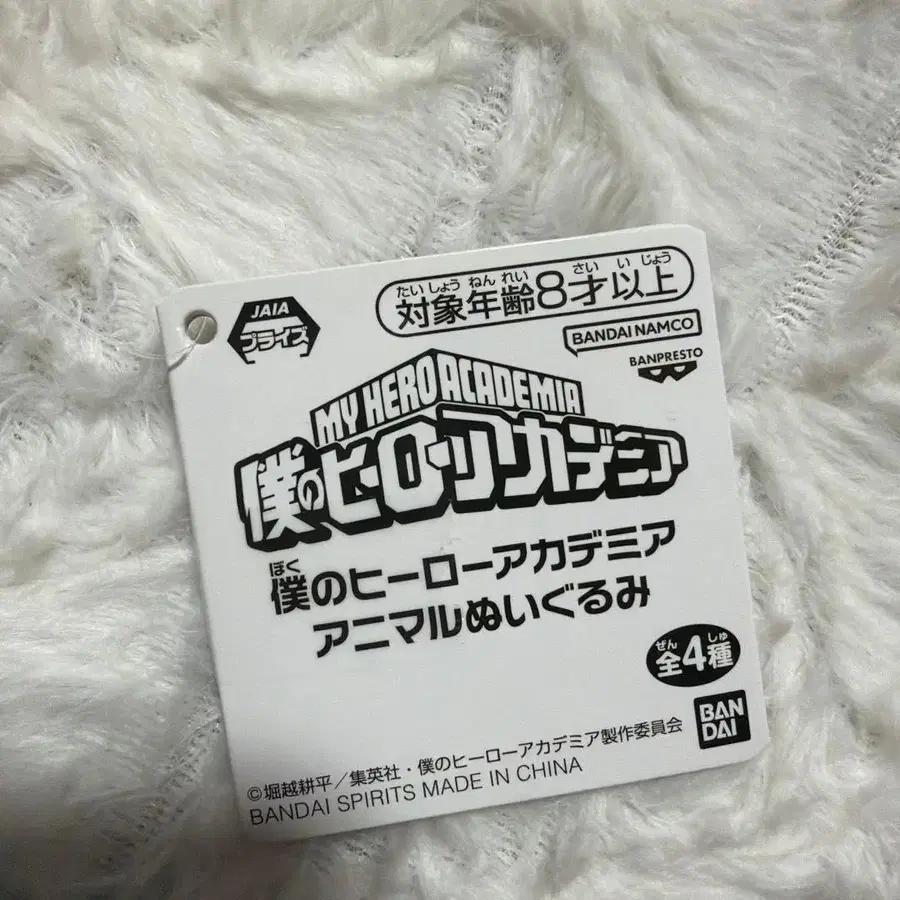 JAIA
プライズ
たいしょうねんれい さい いじょう
対象年齢8才以上
BANDAI NAMCO
BANPRESTO
MY HERO ACADEMIA
僕のヒーローアカデミア
ぼく
僕のヒーローアカデミア
アニマルぬいぐるみ
ぜん しゅ
全4種
BAN
DAI
©堀越耕平／集英社・僕のヒーローアカデミア製作委員会
BANDAI SPIRITS MADE IN CHINA